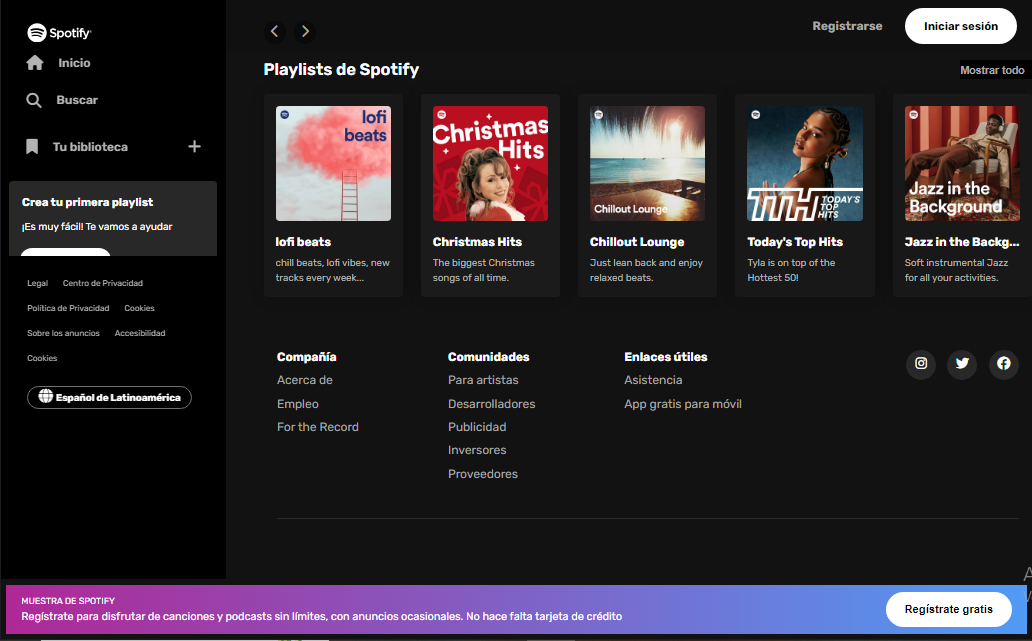 Spotify
Inicio
Buscar
Tu biblioteca
Crea tu primera playlist
¡Es muy fácil! Te vamos a ayudar
Legal Centro de Privacidad
Política de Privacidad Cookies
Sobre los anuncios Accesibilidad
Cookies
Español de Latinoamérica
Registrarse
Iniciar sesión
Playlists de Spotify
Mostrar todo
lofi
beats
lofi beats
chill beats, lofi vibes, new
tracks every week...
Christmas
Hits
Christmas Hits
The biggest Christmas
songs of all time.
Chillout Lounge
Chillout Lounge
Just lean back and enjoy
relaxed beats.
TTH TODAY'S
TOP
HITS
Today's Top Hits
Tyla is on top of the
Hottest 50!
Jazz in the
Background
Jazz in the Backg...
Soft instrumental Jazz
for all your activities.
Compañía
Acerca de
Empleo
For the Record
Comunidades
Para artistas
Desarrolladores
Publicidad
Inversores
Proveedores
Enlaces útiles
Asistencia
App gratis para móvil
MUESTRA DE SPOTIFY
Regístrate para disfrutar de canciones y podcasts sin límites, con anuncios ocasionales. No hace falta tarjeta de crédito
Regístrate gratis